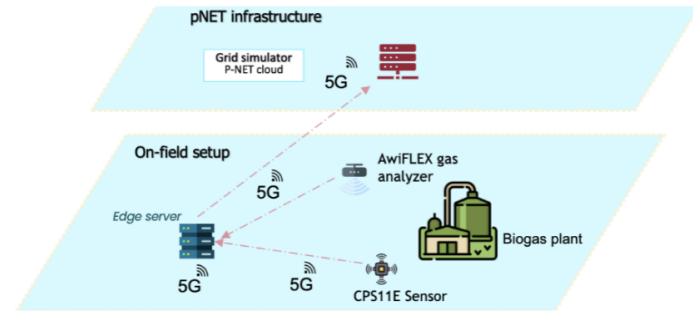 pNET infrastructure
Grid simulator
P-NET cloud
5G
On-field setup
AwiFLEX gas
analyzer
5G
Edge server
Biogas plant
5G
5G
CPS11E Sensor